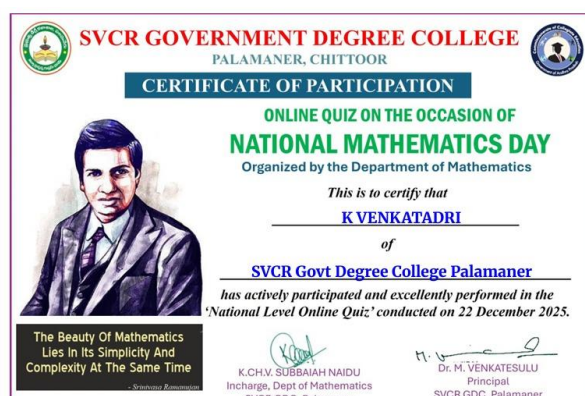 SVCR GOVERNMENT DEGREE COLLEGE
PALAMANER, CHITTOOR
CERTIFICATE OF PARTICIPATION
ONLINE QUIZ ON THE OCCASION OF
NATIONAL MATHEMATICS DAY
Organized by the Department of Mathematics
This is to certify that
K VENKATADRI
of
SVCR Govt Degree College Palamaner
has actively participated and excellently performed in the
‘National Level Online Quiz’ conducted on 22 December 2025.
The Beauty Of Mathematics
Lies In Its Simplicity And
Complexity At The Same Time
- Srinivasa Ramanujan
K.CH.V. SUBBAIAH NAIDU
Incharge, Dept of Mathematics
Dr. M. VENKATESULU
Principal
SVCR GDC, Palamaner